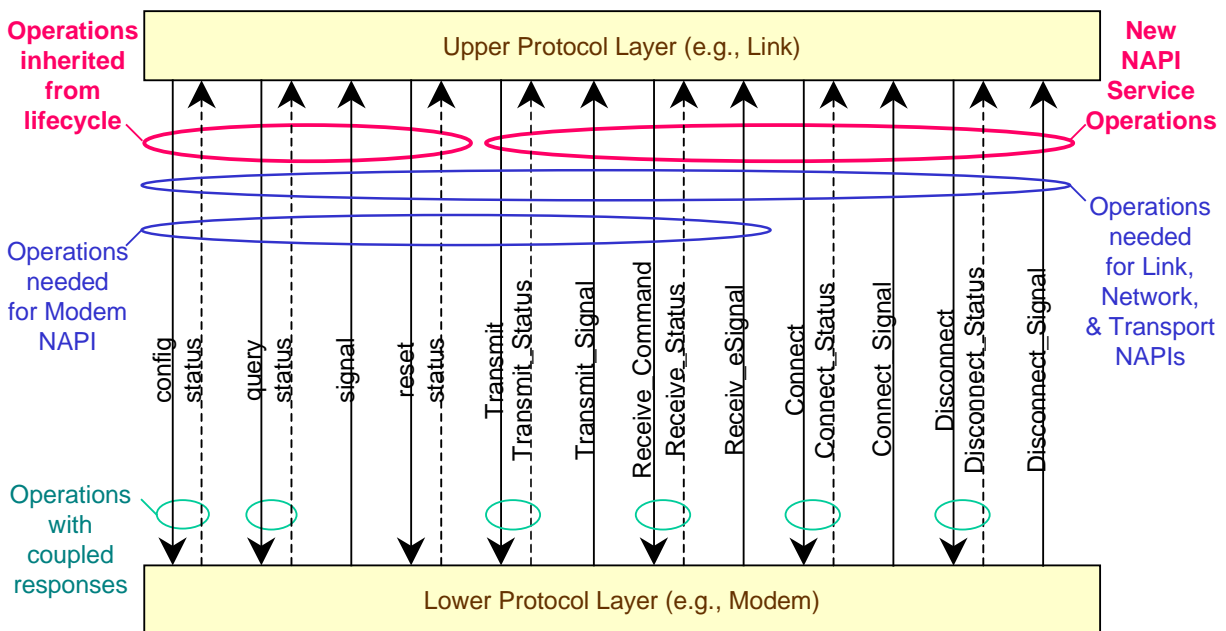 Operations
inherited
from
lifecycle
Upper Protocol Layer (e.g., Link)
New
NAPI
Service
Operations
Operations
needed
for Modem
NAPI
Operations
needed
for Link,
Network,
& Transport
NAPIs
config
status
query
status
signal
reset
status
Transmit
Transmit_Status
Transmit_Signal
Receive_Command
Receive_Status
Receiv_eSignal
Connect
Connect_Status
Connect_Signal
Disconnect
Disconnect_Status
Disconnect_Signal
Operations
with
coupled
responses
Lower Protocol Layer (e.g., Modem)